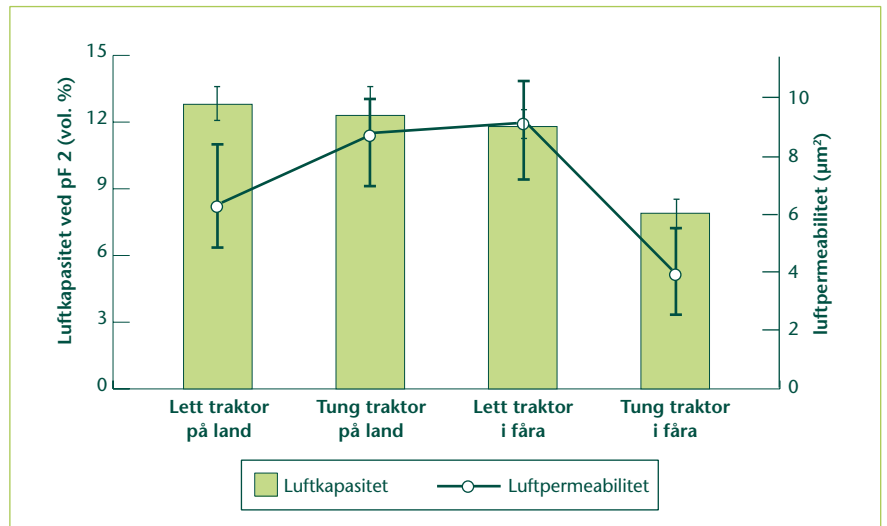 Luftkapasitet ved pF 2 (vol. %)
15
12
9
6
3
0
10
8
6
4
2
0
luftpermeabilitet (µm²)
Lett traktor
på land
Tung traktor
på land
Lett traktor
i fåra
Tung traktor
i fåra
Luftkapasitet
Luftpermeabilitet